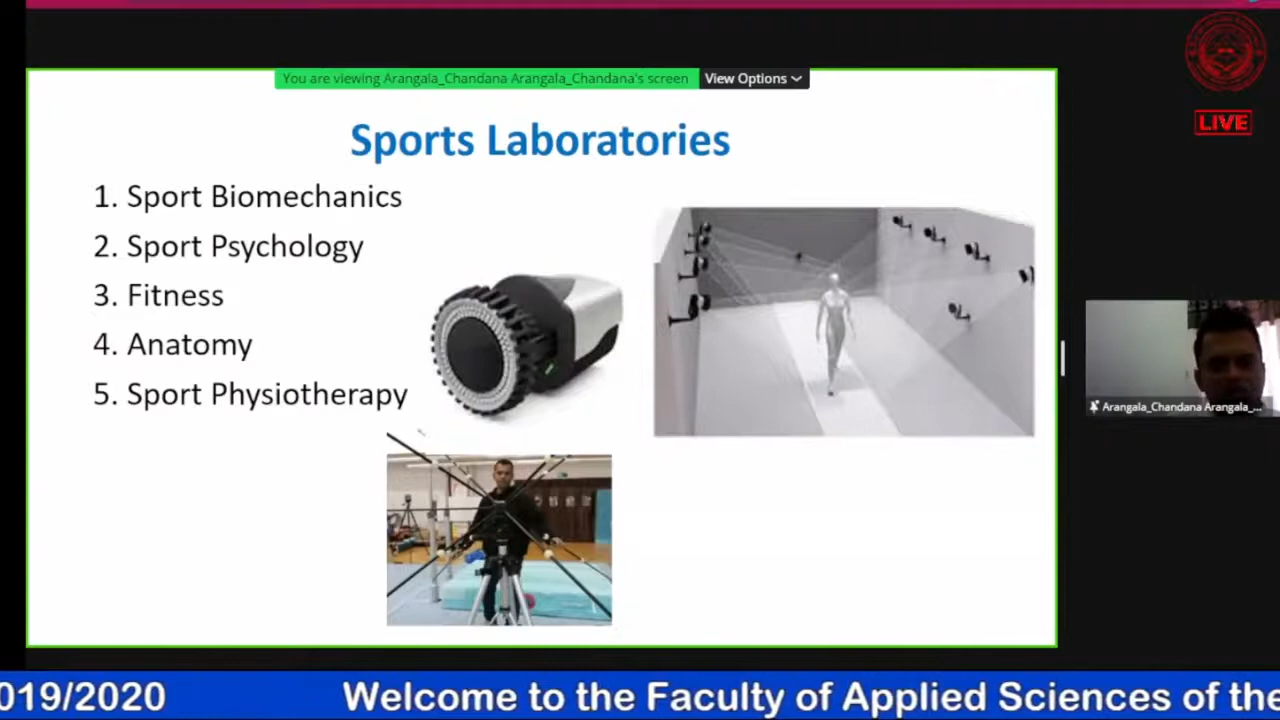 You are viewing Arangala_Chandana Arangala_Chandana's screen
View Options
LIVE
Sports Laboratories
1. Sport Biomechanics
2. Sport Psychology
3. Fitness
4. Anatomy
5. Sport Physiotherapy
Arangala_Chandana Arangala_...
019/2020 Welcome to the Faculty of Applied Sciences of the